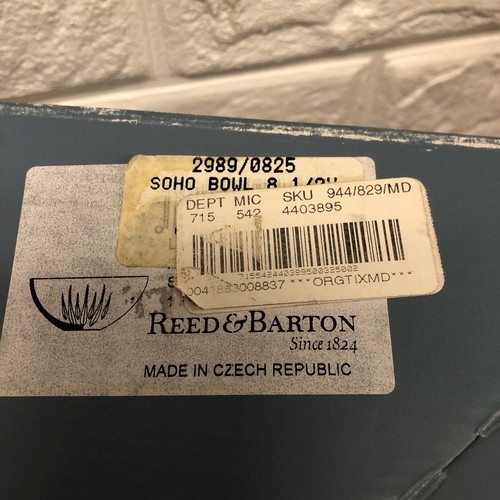 2989/0825
SOHO BOWL 8 1/2"
DEPT MIC SKU 944/829/MD
715 542 4403895
***ORGTIXMD***
REED & BARTON
Since 1824
MADE IN CZECH REPUBLIC